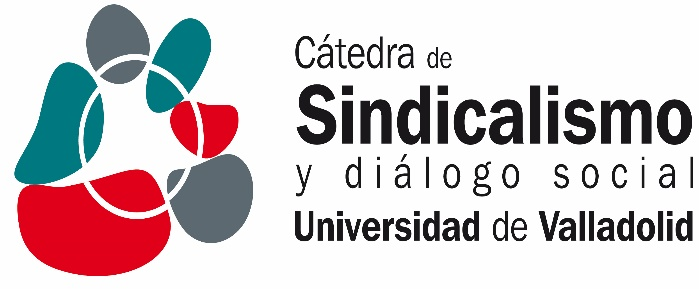 Cátedra de
Sindicalismo
y diálogo social
Universidad de Valladolid